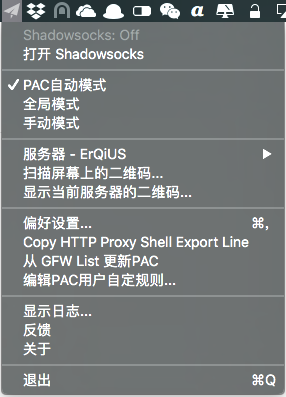 Shadowsocks: Off
打开 Shadowsocks
✓ PAC自动模式
全局模式
手动模式
服务器 - ErQiUS ▶
扫描屏幕上的二维码...
显示当前服务器的二维码...
偏好设置... ⌘,
Copy HTTP Proxy Shell Export Line
从 GFW List 更新PAC
编辑PAC用户自定规则...
显示日志...
反馈
关于
退出 ⌘Q